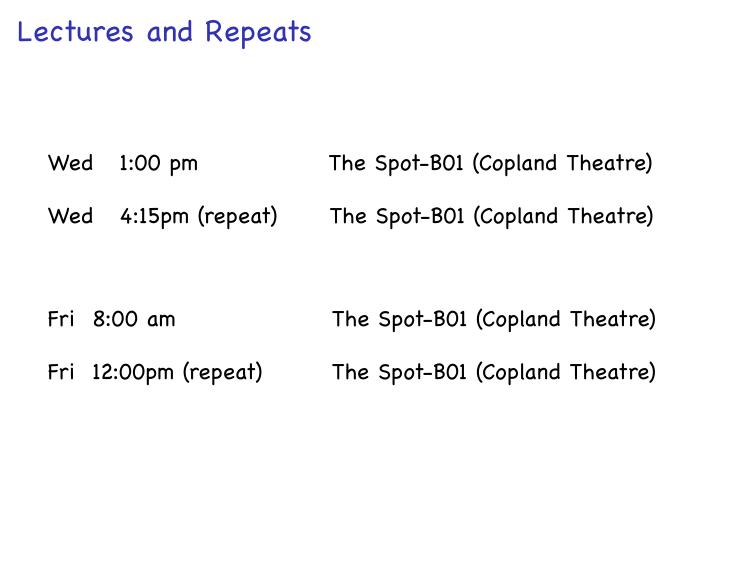 Lectures and Repeats
Wed 1:00 pm The Spot-B01 (Copland Theatre)
Wed 4:15pm (repeat) The Spot-B01 (Copland Theatre)
Fri 8:00 am The Spot-B01 (Copland Theatre)
Fri 12:00pm (repeat) The Spot-B01 (Copland Theatre)